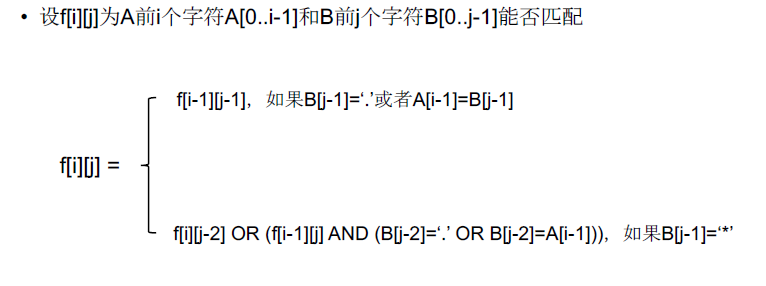 • 设f[i][j]为A前i个字符A[0..i-1]和B前j个字符B[0..j-1]能否匹配
f[i-1][j-1]，如果B[j-1]=‘.’或者A[i-1]=B[j-1]
f[i][j] =
f[i][j-2] OR (f[i-1][j] AND (B[j-2]=‘.’ OR B[j-2]=A[i-1]))，如果B[j-1]=‘*’